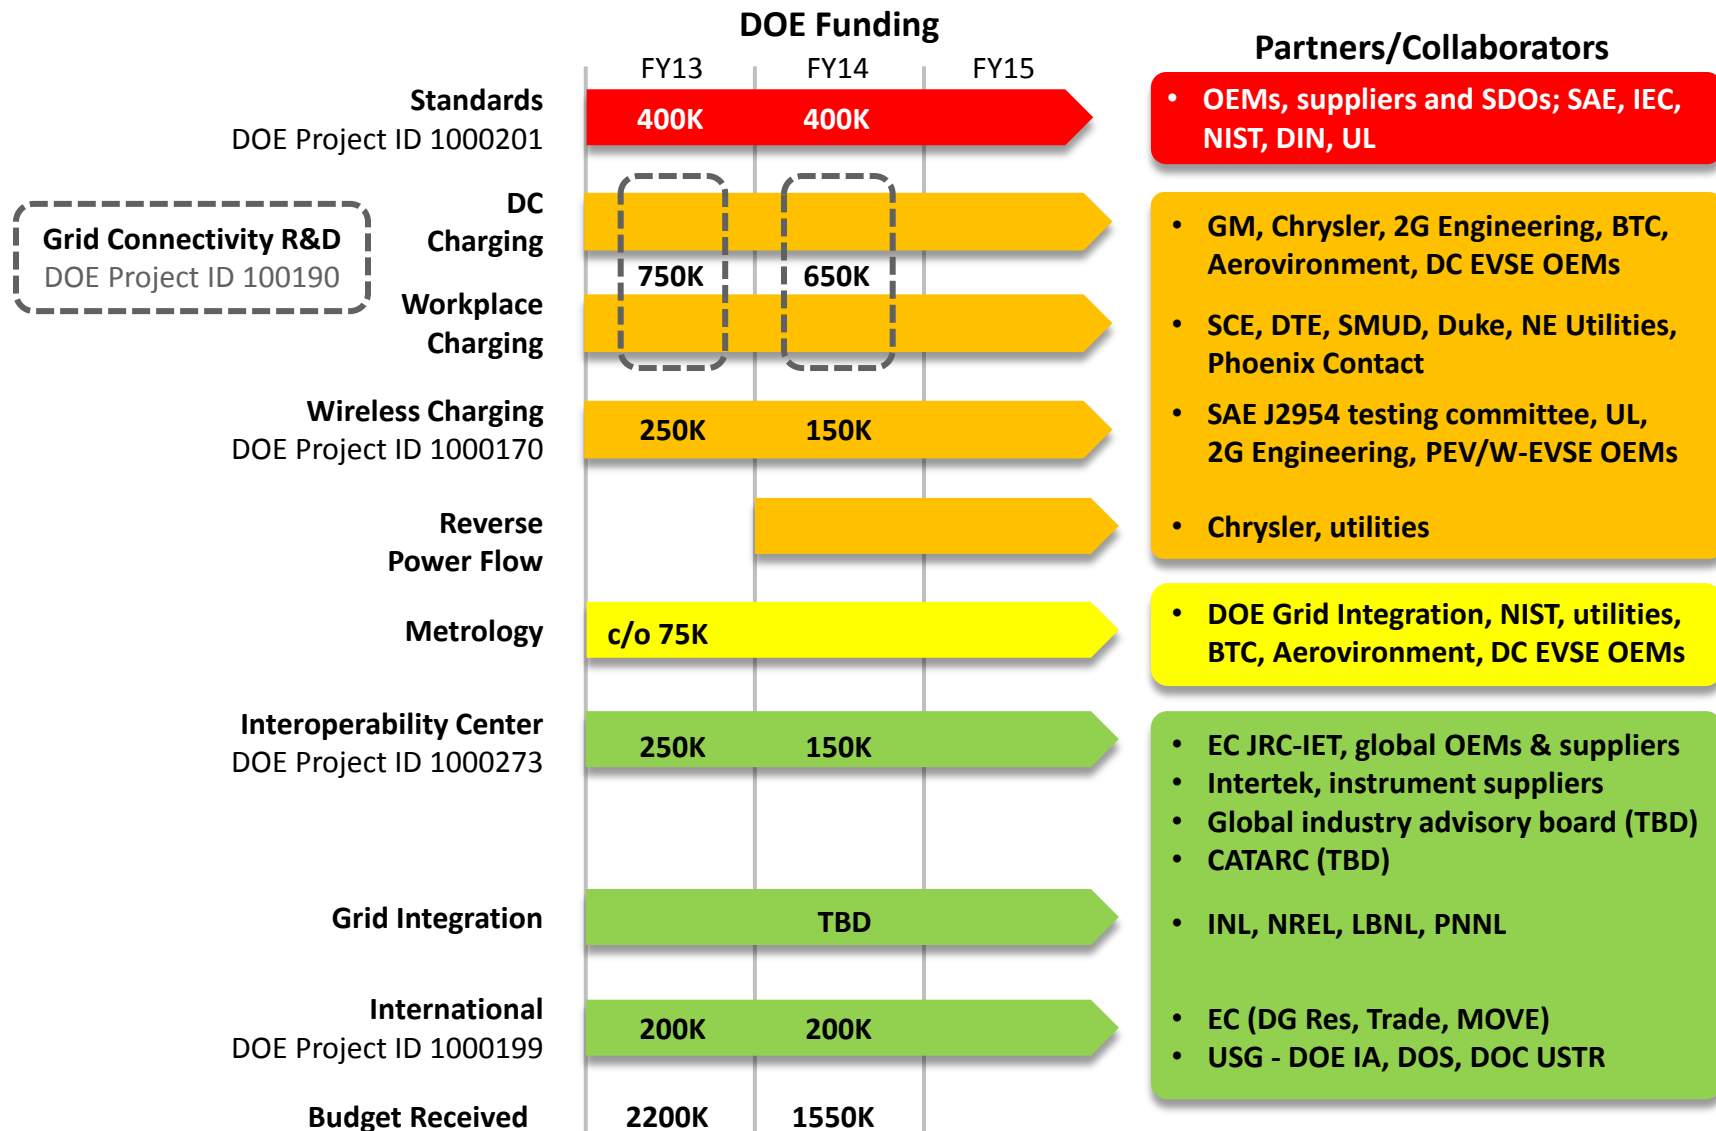 DOE Funding
FY13 FY14 FY15
Partners/Collaborators
Standards
DOE Project ID 1000201
400K 400K
• OEMs, suppliers and SDOs; SAE, IEC,
NIST, DIN, UL
Grid Connectivity R&D
DOE Project ID 100190
DC
Charging
750K 650K
Workplace
Charging
• GM, Chrysler, 2G Engineering, BTC,
Aerovironment, DC EVSE OEMs
• SCE, DTE, SMUD, Duke, NE Utilities,
Phoenix Contact
Wireless Charging
DOE Project ID 1000170
250K 150K
• SAE J2954 testing committee, UL,
2G Engineering, PEV/W-EVSE OEMs
Reverse
Power Flow
• Chrysler, utilities
Metrology
c/o 75K
• DOE Grid Integration, NIST, utilities,
BTC, Aerovironment, DC EVSE OEMs
Interoperability Center
DOE Project ID 1000273
250K 150K
• EC JRC-IET, global OEMs & suppliers
• Intertek, instrument suppliers
• Global industry advisory board (TBD)
• CATARC (TBD)
Grid Integration
TBD
• INL, NREL, LBNL, PNNL
International
DOE Project ID 1000199
200K 200K
• EC (DG Res, Trade, MOVE)
• USG - DOE IA, DOS, DOC USTR
Budget Received 2200K 1550K